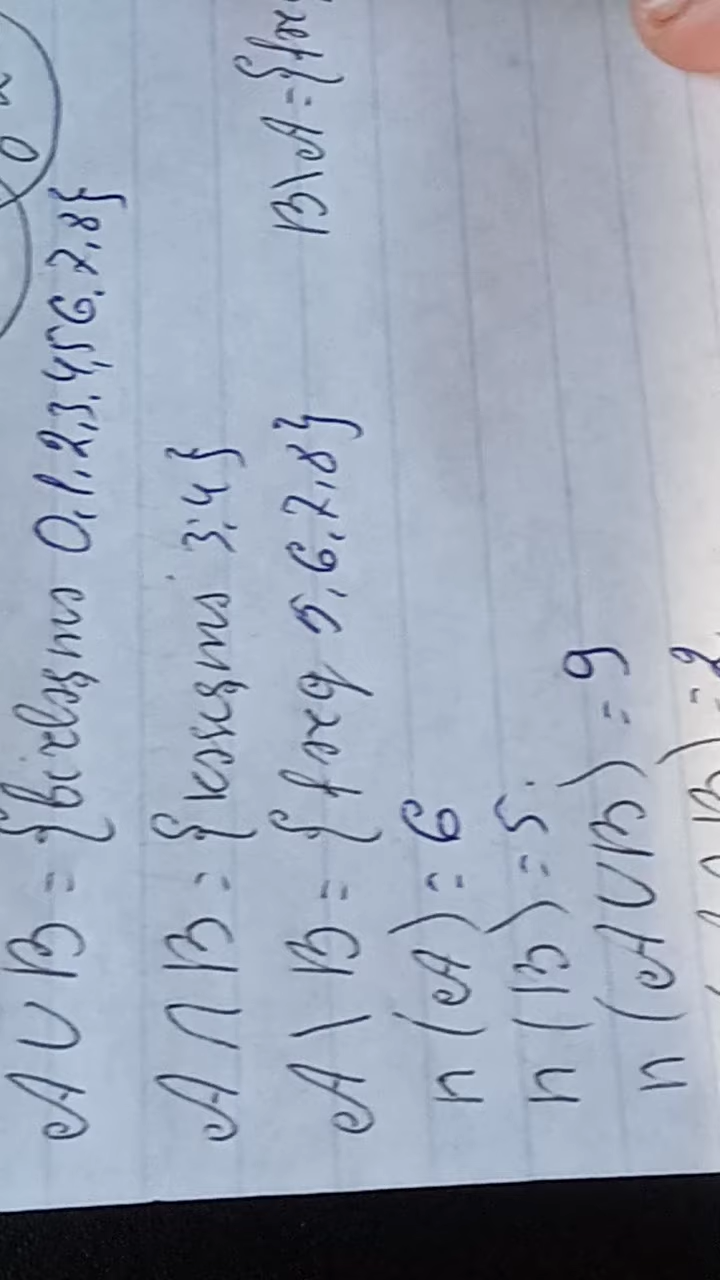 A ∪ B = {birlaşma 0,1,2,3,4,5,6,7,8}
A ∩ B = {kəsişmə 3,4}
A \ B = {fərq 5,6,7,8} B \ A = {fər
n(A) = 6
n(B) = 5.
n(A ∪ B) = 9